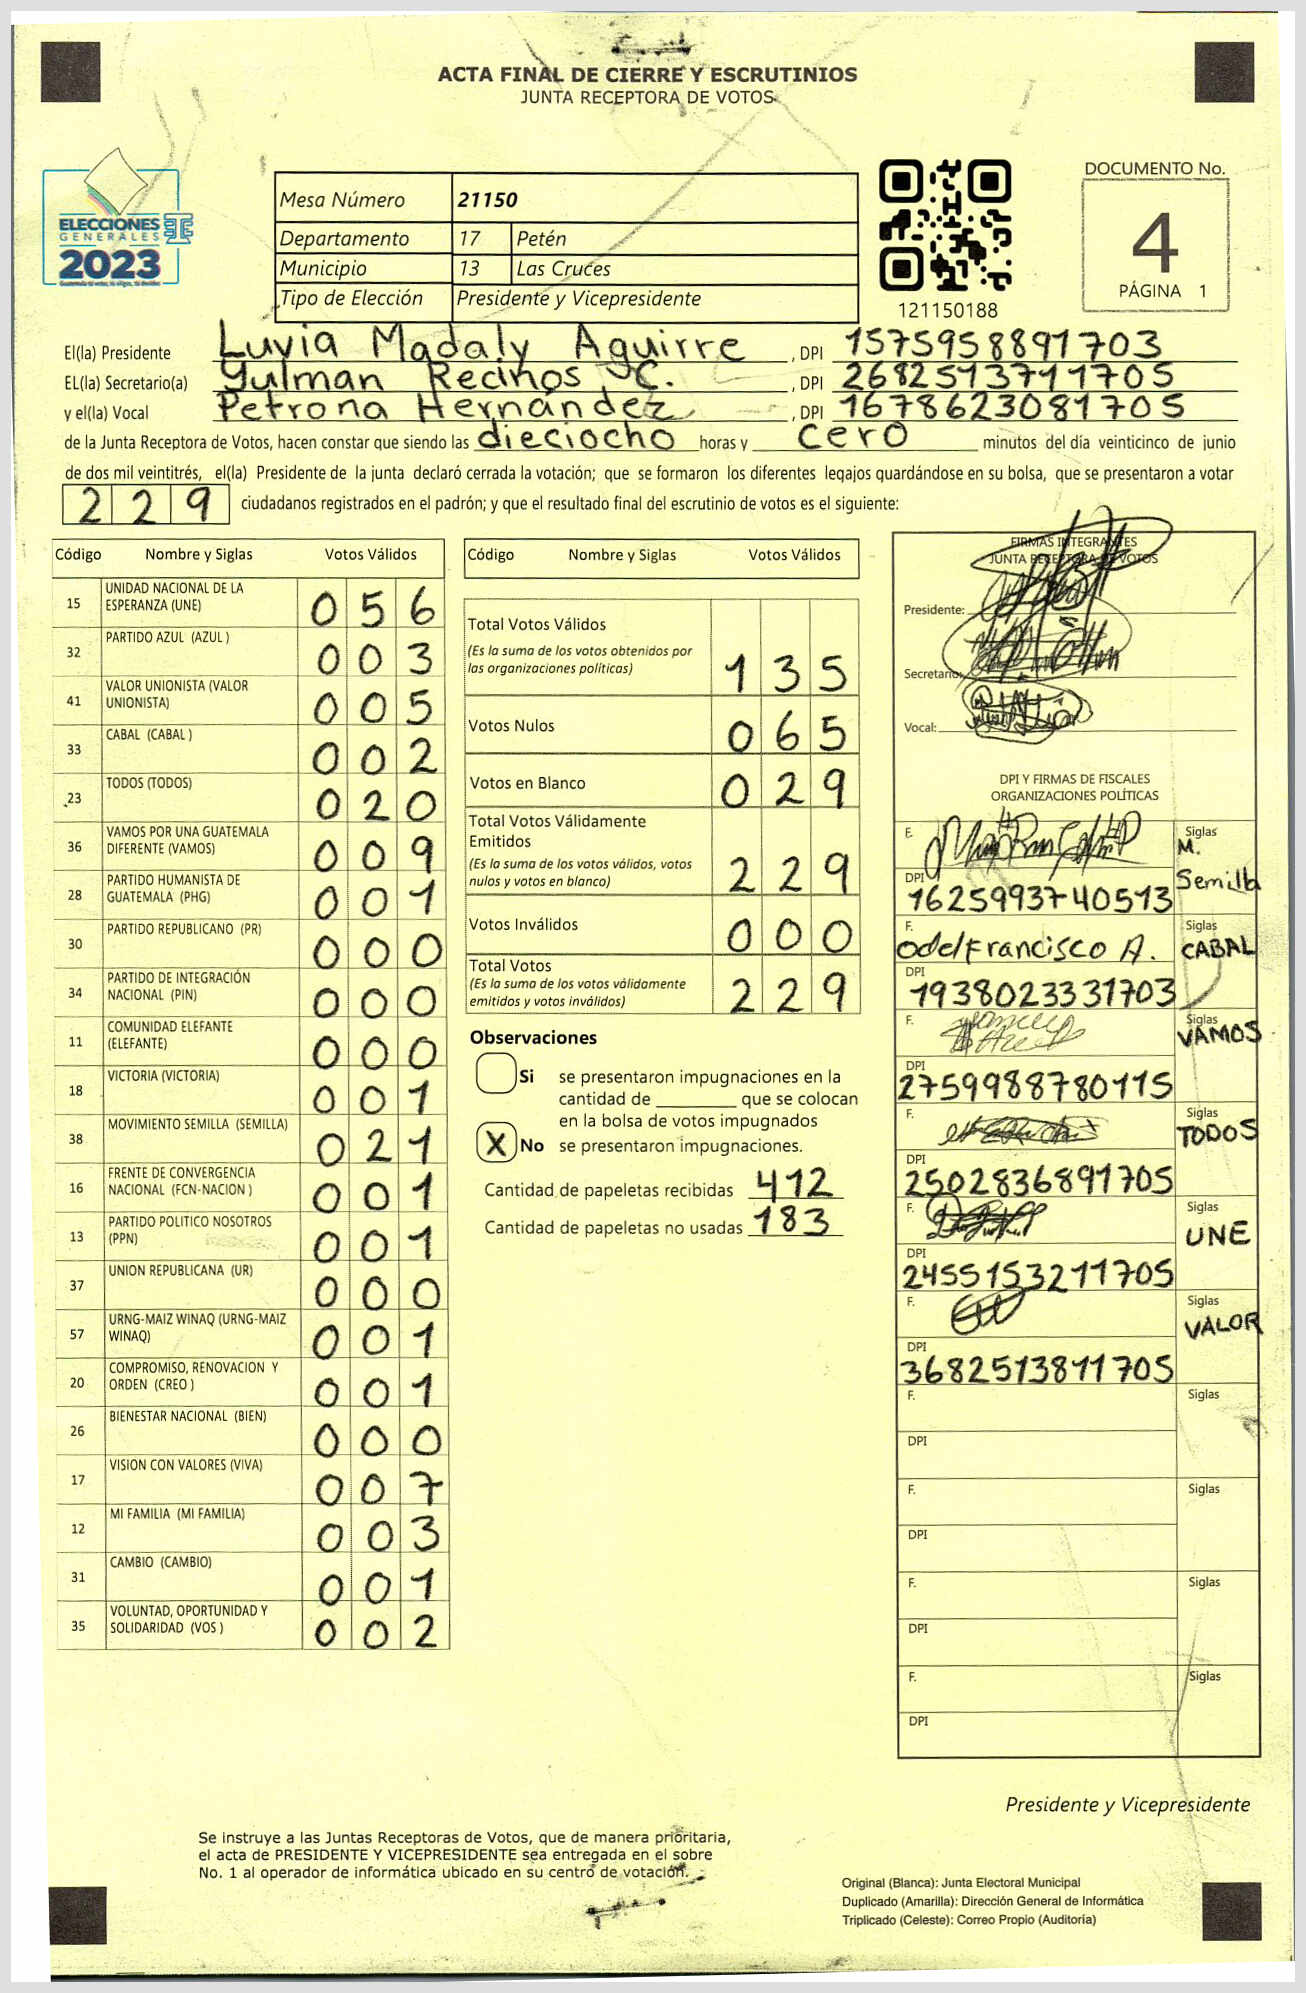 ACTA FINAL DE CIERRE Y ESCRUTINIOS
JUNTA RECEPTORA DE VOTOS
ELECCIONES
GENERALES
2023
Mesa Número 21150
Departamento 17 Petén
Municipio 13 Las Cruces
Tipo de Elección Presidente y Vicepresidente
121150188
DOCUMENTO No.
4
PÁGINA 1
El(la) Presidente Luvia Madaly Aguirre, DPI 1575958891703
EL(la) Secretario(a) Yulman Recinos C., DPI 2682513711705
y el(la) Vocal Petrona Hernández, DPI 1678623081705
de la Junta Receptora de Votos, hacen constar que siendo las dieciocho horas y cero minutos del día veinticinco de junio
de dos mil veintitrés, el(la) Presidente de la junta declaró cerrada la votación; que se formaron los diferentes legajos guardándose en su bolsa, que se presentaron a votar
229 ciudadanos registrados en el padrón; y que el resultado final del escrutinio de votos es el siguiente:
Código Nombre y Siglas Votos Válidos
15 UNIDAD NACIONAL DE LA
ESPERANZA (UNE) 056
32 PARTIDO AZUL (AZUL ) 003
41 VALOR UNIONISTA (VALOR
UNIONISTA) 005
33 CABAL (CABAL ) 002
23 TODOS (TODOS) 020
36 VAMOS POR UNA GUATEMALA
DIFERENTE (VAMOS) 009
28 PARTIDO HUMANISTA DE
GUATEMALA (PHG) 001
30 PARTIDO REPUBLICANO (PR) 000
34 PARTIDO DE INTEGRACIÓN
NACIONAL (PIN) 000
11 COMUNIDAD ELEFANTE
(ELEFANTE) 000
18 VICTORIA (VICTORIA) 001
38 MOVIMIENTO SEMILLA (SEMILLA) 021
16 FRENTE DE CONVERGENCIA
NACIONAL (FCN-NACION ) 001
13 PARTIDO POLITICO NOSOTROS
(PPN) 001
37 UNION REPUBLICANA (UR) 000
57 URNG-MAIZ WINAQ (URNG-MAIZ
WINAQ) 001
20 COMPROMISO, RENOVACION Y
ORDEN (CREO ) 001
26 BIENESTAR NACIONAL (BIEN) 000
17 VISION CON VALORES (VIVA) 007
12 MI FAMILIA (MI FAMILIA) 003
31 CAMBIO (CAMBIO) 001
35 VOLUNTAD, OPORTUNIDAD Y
SOLIDARIDAD (VOS ) 002
Código Nombre y Siglas Votos Válidos
Total Votos Válidos
(Es la suma de los votos obtenidos por
las organizaciones políticas) 135
Votos Nulos 065
Votos en Blanco 029
Total Votos Válidamente
Emitidos
(Es la suma de los votos válidos, votos
nulos y votos en blanco) 229
Votos Inválidos 000
Total Votos
(Es la suma de los votos válidamente
emitidos y votos inválidos) 229
Observaciones
Si se presentaron impugnaciones en la
cantidad de ________ que se colocan
en la bolsa de votos impugnados
X No se presentaron impugnaciones.
Cantidad de papeletas recibidas 412
Cantidad de papeletas no usadas 183
FIRMAS INTEGRANTES
JUNTA RECEPTORA DE VOTOS
Presidente:
Secretario:
Vocal:
DPI Y FIRMAS DE FISCALES
ORGANIZACIONES POLÍTICAS
F. Siglas
M.
Semilla
DPI
1625993740513
F. Siglas
Odel Francisco A. CABAL
DPI
1938023331703
F. Siglas
VAMOS
DPI
2759988780115
F. Siglas
TODOS
DPI
2502836891705
F. Siglas
UNE
DPI
2455153211705
F. Siglas
VALOR
DPI
3682513811705
F. Siglas
DPI
F. Siglas
DPI
F. Siglas
DPI
F. Siglas
DPI
Presidente y Vicepresidente
Se instruye a las Juntas Receptoras de Votos, que de manera prioritaria,
el acta de PRESIDENTE Y VICEPRESIDENTE sea entregada en el sobre
No. 1 al operador de informática ubicado en su centro de votación.
Original (Blanca): Junta Electoral Municipal
Duplicado (Amarilla): Dirección General de Informática
Triplicado (Celeste): Correo Propio (Auditoría)